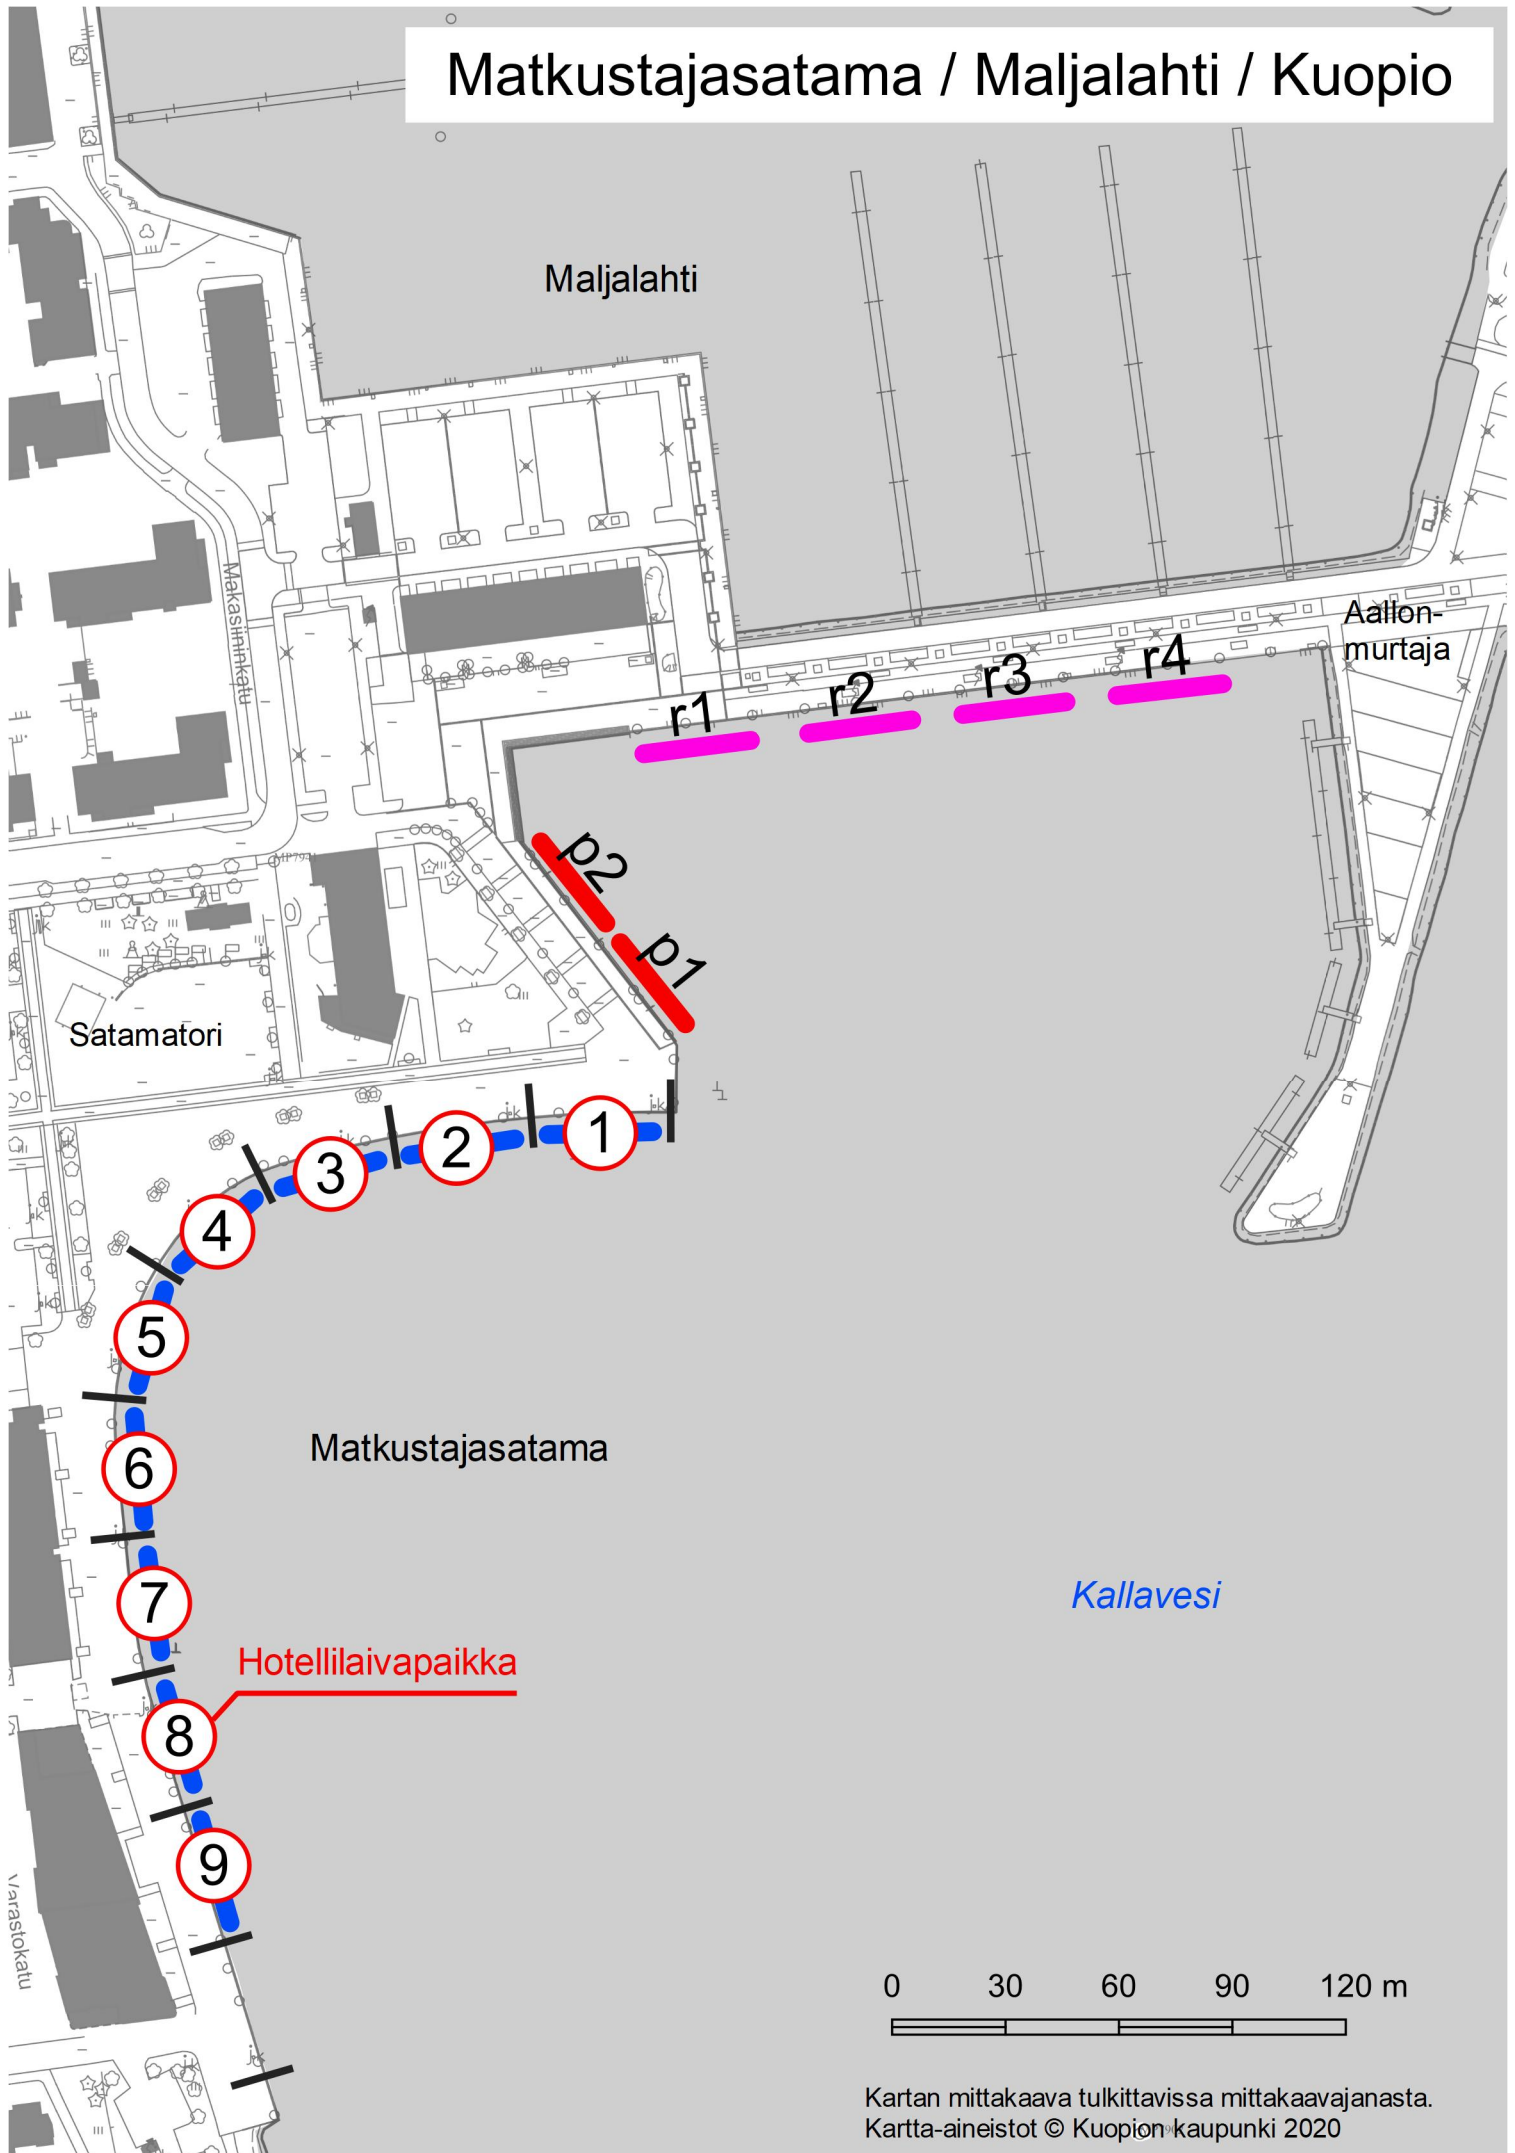 Matkustajasatama / Maljalahti / Kuopio
Maljalahti
Makasiininkatu
Aallon-
murtaja
r1
r2
r3
r4
p2
p1
Satamatori
1
2
3
4
5
6
7
8
9
Matkustajasatama
Kallavesi
Hotellilaivapaikka
Varastokatu
0 30 60 90 120 m
Kartan mittakaava tulkittavissa mittakaavajanasta.
Kartta-aineistot © Kuopion kaupunki 2020